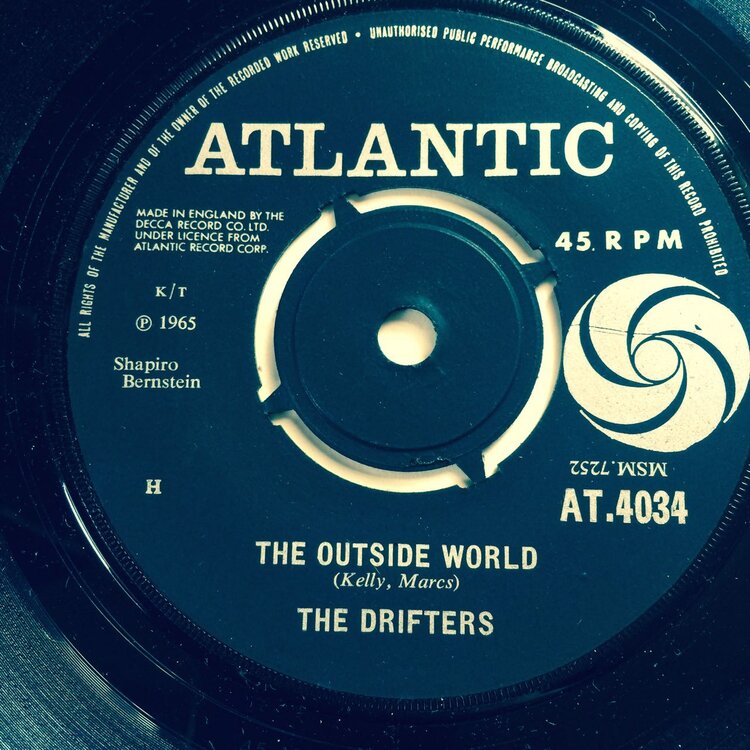 ALL RIGHTS OF THE MANUFACTURER AND OF THE OWNER OF THE RECORDED WORK RESERVED • UNAUTHORISED PUBLIC PERFORMANCE BROADCASTING AND COPYING OF THIS RECORD PROHIBITED
ATLANTIC
MADE IN ENGLAND BY THE
DECCA RECORD CO. LTD.
UNDER LICENCE FROM
ATLANTIC RECORD CORP.
45. RPM
K/T
℗ 1965
Shapiro
Bernstein
MSM.7252
H
AT.4034
THE OUTSIDE WORLD
(Kelly, Marcs)
THE DRIFTERS